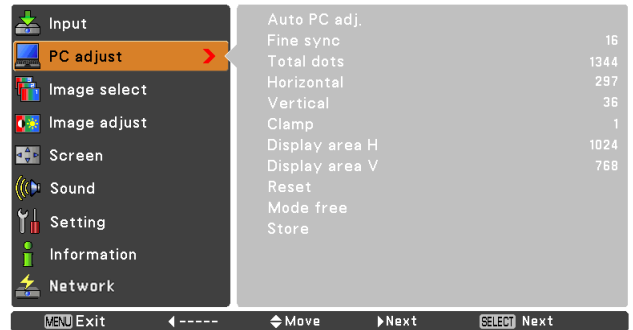 Input
PC adjust
Image select
Image adjust
Screen
Sound
Setting
Information
Network
Auto PC adj.
Fine sync 16
Total dots 1344
Horizontal 297
Vertical 36
Clamp 1
Display area H 1024
Display area V 768
Reset
Mode free
Store
MENU Exit ----- Move Next SELECT Next